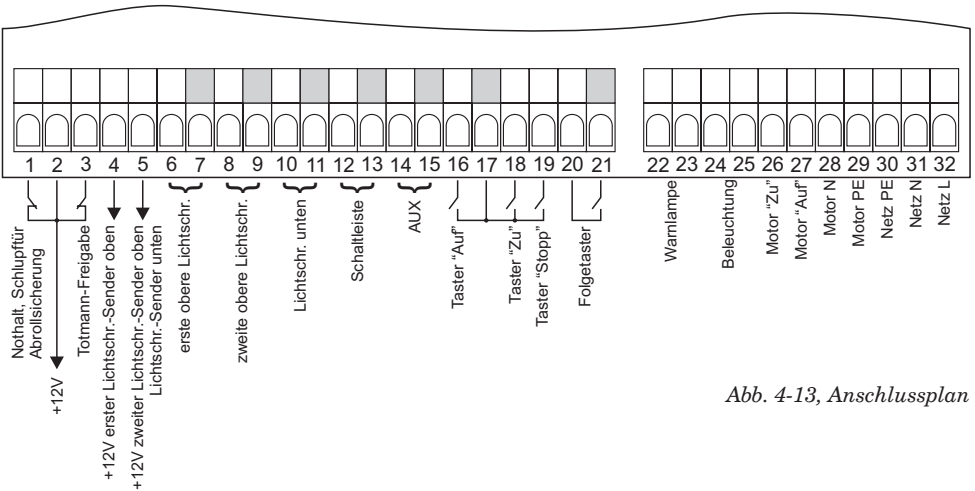 1 2 3 4 5 6 7 8 9 10 11 12 13 14 15 16 17 18 19 20 21 22 23 24 25 26 27 28 29 30 31 32
Nothalt, Schlupftür
Abrollsicherung
+12V
Totmann-Freigabe
+12V erster Lichtschr.-Sender oben
+12V zweiter Lichtschr.-Sender oben
Lichtschr.-Sender unten
erste obere Lichtschr.
zweite obere Lichtschr.
Lichtschr. unten
Schaltleiste
AUX
Taster “Auf”
Taster “Zu”
Taster “Stopp”
Folgetaster
Warnlampe
Beleuchtung
Motor “Zu”
Motor “Auf”
Motor N
Motor PE
Netz PE
Netz N
Netz L
Abb. 4-13, Anschlussplan